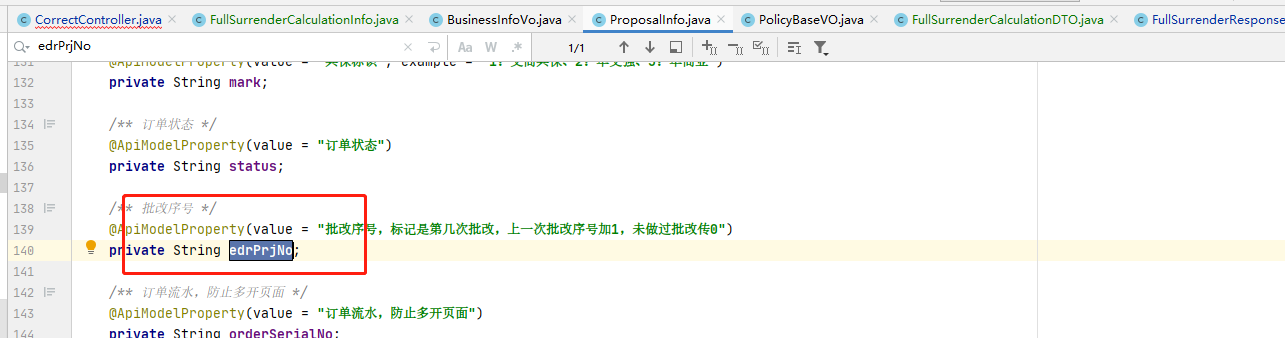 CorrectController.java FullSurrenderCalculationInfo.java BusinessInfoVo.java ProposalInfo.java PolicyBaseVO.java FullSurrenderCalculationDTO.java FullSurrenderResponse
edrPrjNo Aa W .* 1/1
@ApiModelProperty(value =
132 private String mark;
133
134 /** 订单状态 */
135 @ApiModelProperty(value = "订单状态")
136 private String status;
137
138 /** 批改序号 */
139 @ApiModelProperty(value = "批改序号，标记是第几次批改，上一次批改序号加1，未做过批改传0")
140 private String edrPrjNo;
141
142 /** 订单流水，防止多开页面 */
143 @ApiModelProperty(value = "订单流水，防止多开页面")
144 private String orderSerialNo;